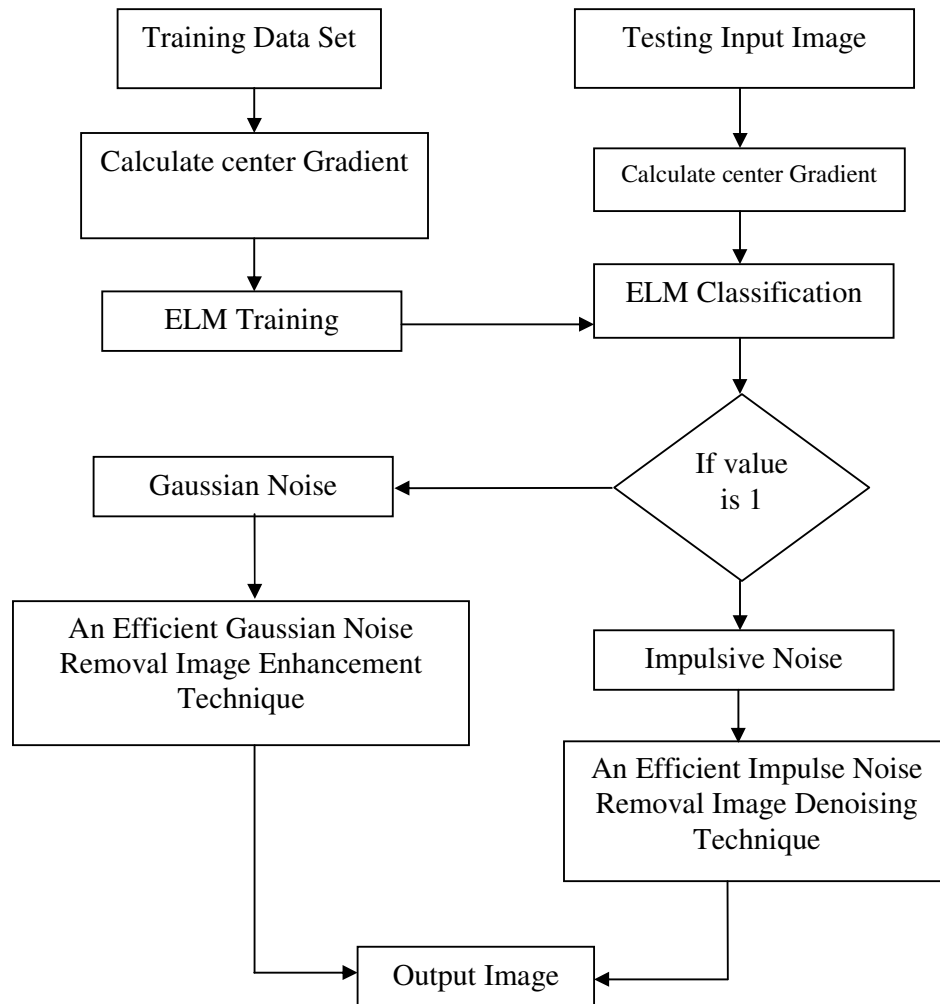 Training Data Set
Testing Input Image
Calculate center Gradient
Calculate center Gradient
ELM Training
ELM Classification
If value
is 1
Gaussian Noise
An Efficient Gaussian Noise
Removal Image Enhancement
Technique
Impulsive Noise
An Efficient Impulse Noise
Removal Image Denoising
Technique
Output Image